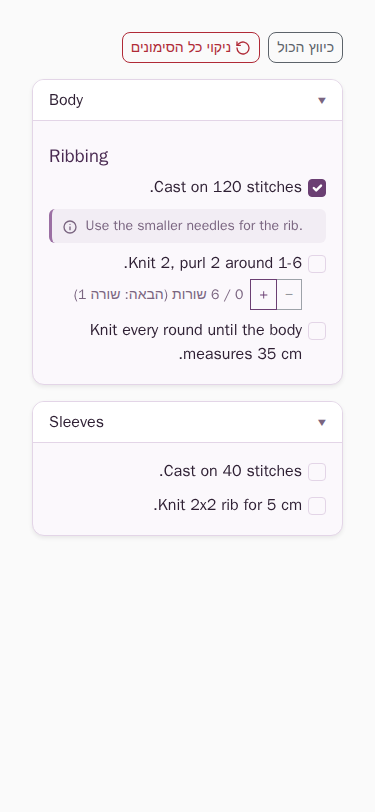 כיווץ הכול
ניקוי כל הסימונים
Body
Ribbing
Cast on 120 stitches.
Use the smaller needles for the rib.
Knit 2, purl 2 around 1-6.
− + 0 / 6 שורות (הבאה: שורה 1)
Knit every round until the body
measures 35 cm.
Sleeves
Cast on 40 stitches.
Knit 2x2 rib for 5 cm.